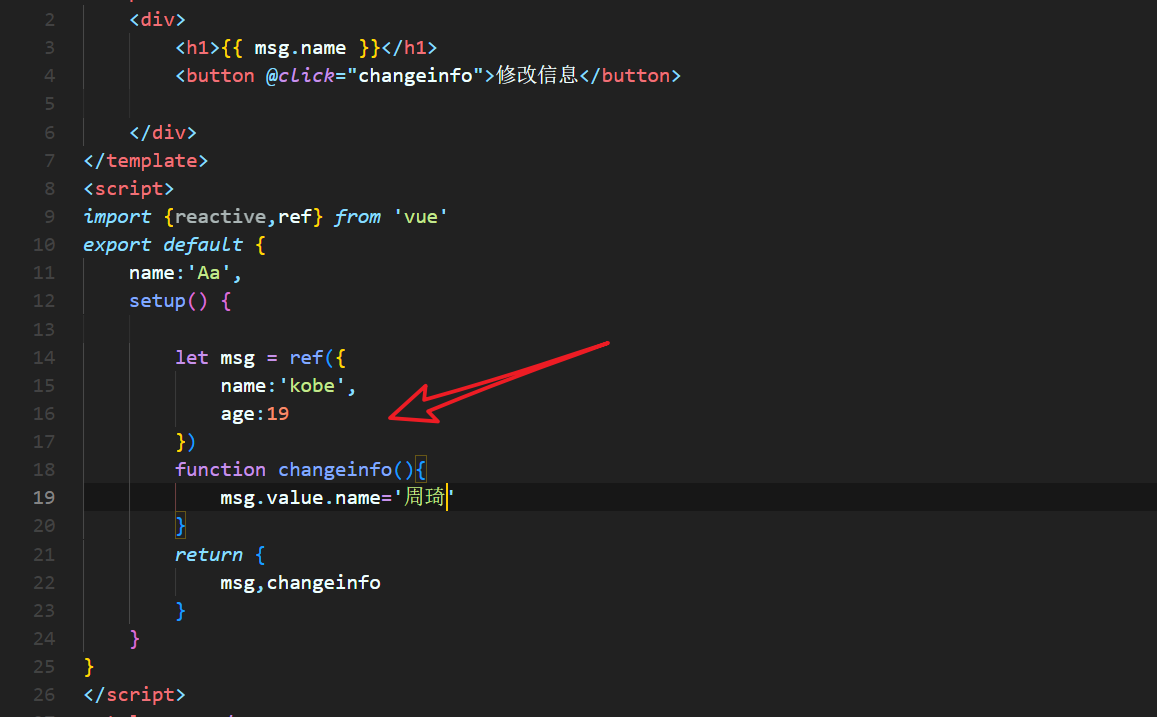 2 <div>
3 <h1>{{ msg.name }}</h1>
4 <button @click="changeinfo">修改信息</button>
5
6 </div>
7 </template>
8 <script>
9 import {reactive,ref} from 'vue'
10 export default {
11 name:'Aa',
12 setup() {
13
14 let msg = ref({
15 name:'kobe',
16 age:19
17 })
18 function changeinfo(){
19 msg.value.name='周琦'
20 }
21 return {
22 msg,changeinfo
23 }
24 }
25 }
26 </script>